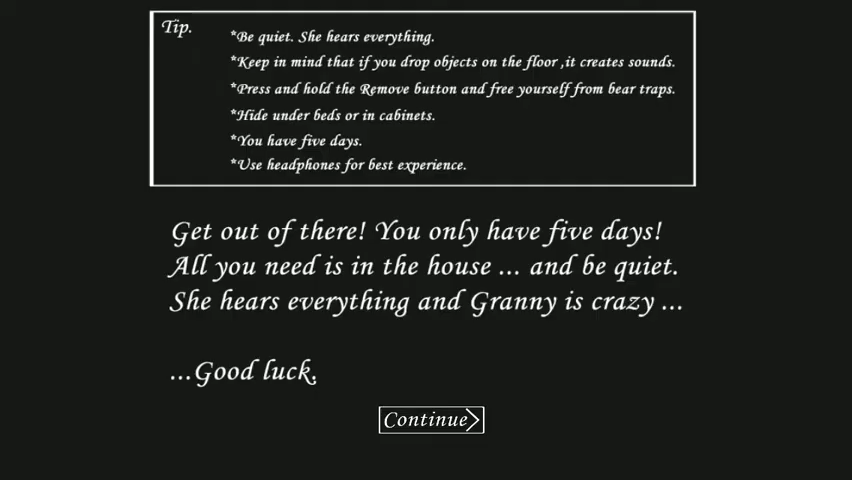 Tip.
*Be quiet. She hears everything.
*Keep in mind that if you drop objects on the floor ,it creates sounds.
*Press and hold the Remove button and free yourself from bear traps.
*Hide under beds or in cabinets.
*You have five days.
*Use headphones for best experience.
Get out of there! You only have five days!
All you need is in the house ... and be quiet.
She hears everything and Granny is crazy ...
...Good luck.
Continue